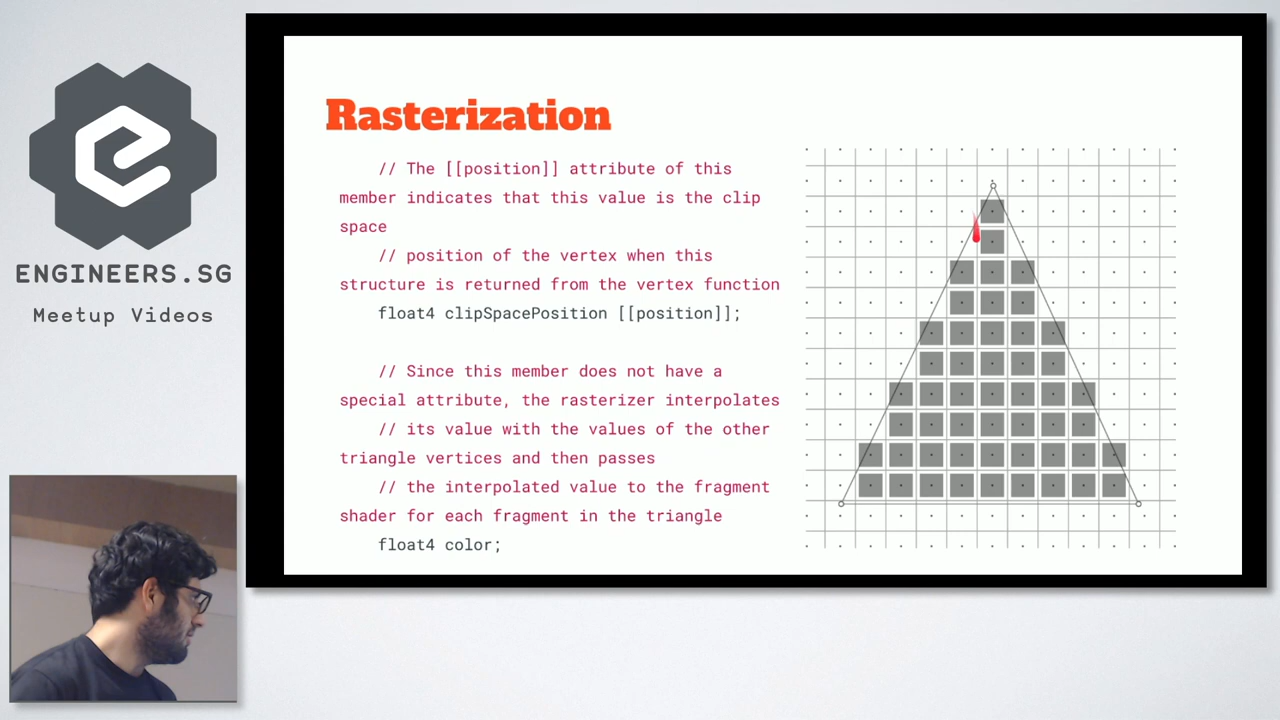 ENGINEERS.SG
Meetup Videos
Rasterization
// The [[position]] attribute of this
member indicates that this value is the clip
space
// position of the vertex when this
structure is returned from the vertex function
float4 clipSpacePosition [[position]];
// Since this member does not have a
special attribute, the rasterizer interpolates
// its value with the values of the other
triangle vertices and then passes
// the interpolated value to the fragment
shader for each fragment in the triangle
float4 color;